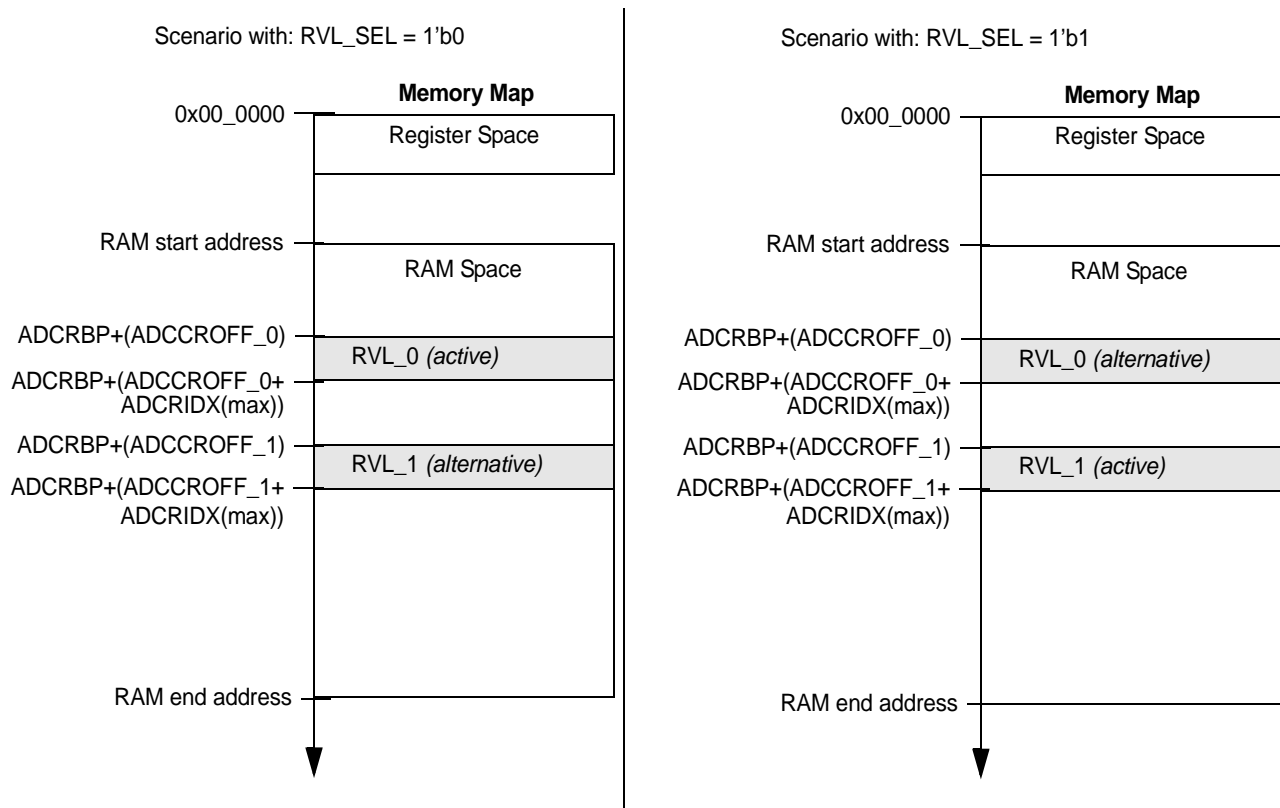 Scenario with: RVL_SEL = 1'b0
Memory Map
0x00_0000
Register Space
RAM start address
RAM Space
ADCRBP+(ADCCROFF_0)
RVL_0 (active)
ADCRBP+(ADCCROFF_0+
ADCRIDX(max))
ADCRBP+(ADCCROFF_1)
RVL_1 (alternative)
ADCRBP+(ADCCROFF_1+
ADCRIDX(max))
RAM end address
Scenario with: RVL_SEL = 1'b1
Memory Map
0x00_0000
Register Space
RAM start address
RAM Space
ADCRBP+(ADCCROFF_0)
RVL_0 (alternative)
ADCRBP+(ADCCROFF_0+
ADCRIDX(max))
ADCRBP+(ADCCROFF_1)
RVL_1 (active)
ADCRBP+(ADCCROFF_1+
ADCRIDX(max))
RAM end address